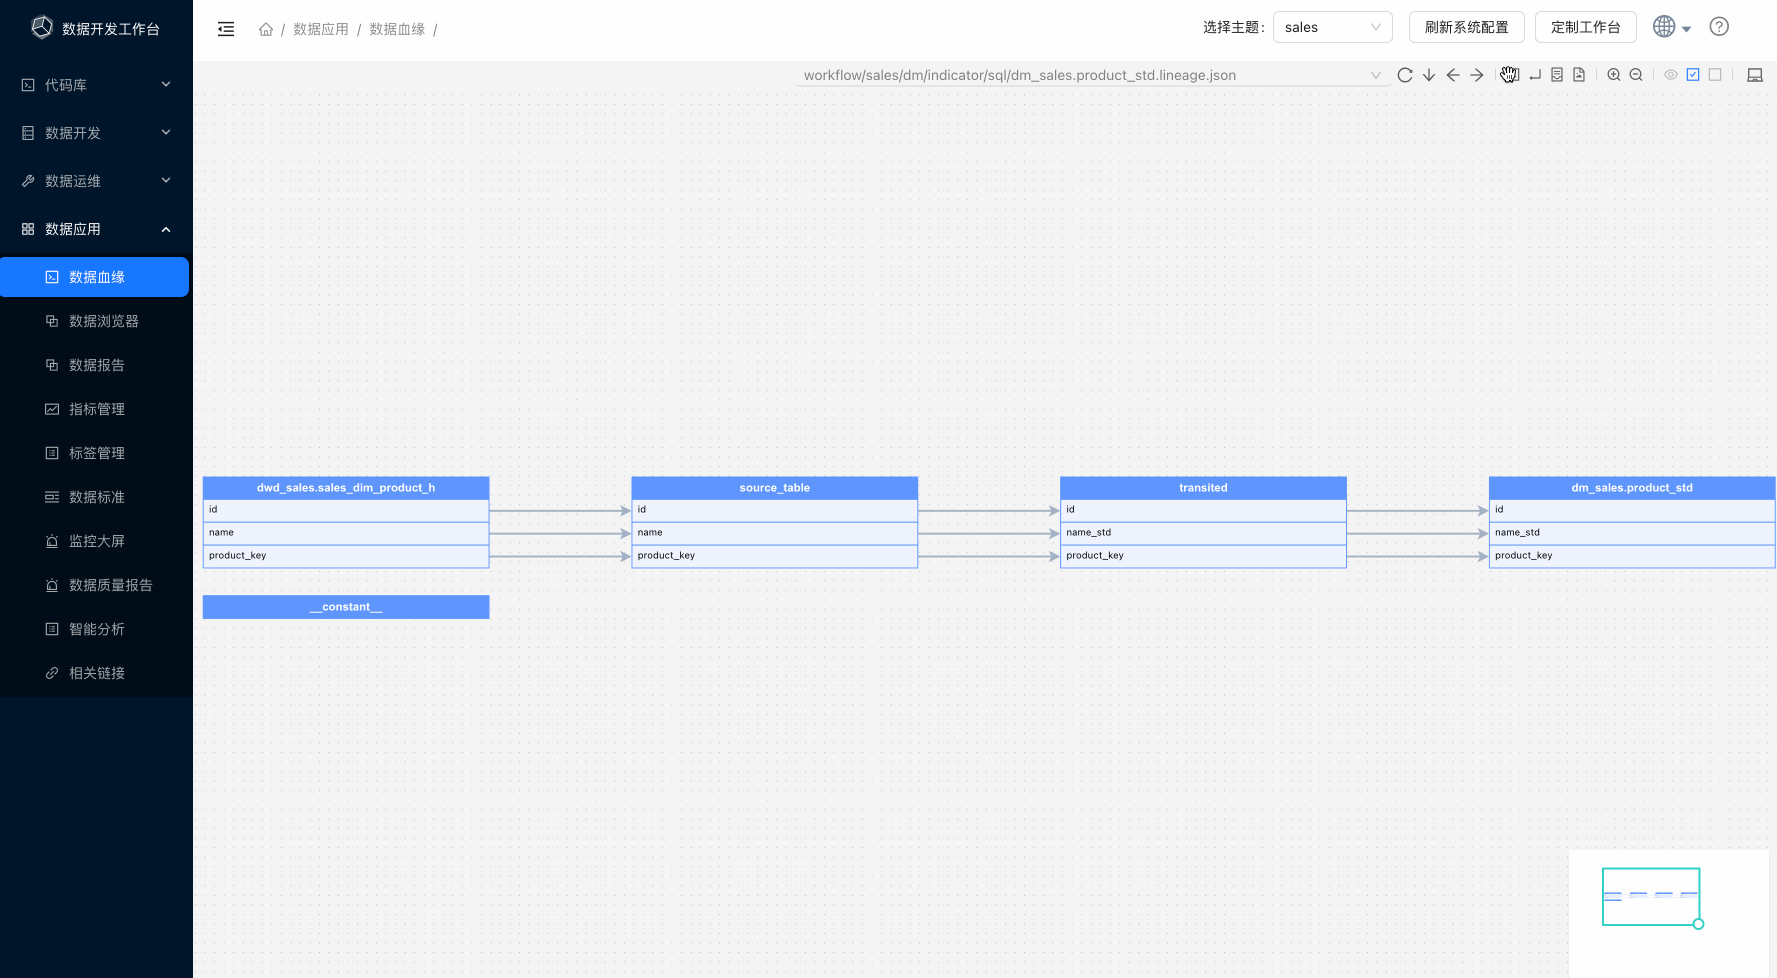 数据开发工作台
代码库
数据开发
数据运维
数据应用
数据血缘
数据浏览器
数据报告
指标管理
标签管理
数据标准
监控大屏
数据质量报告
智能分析
相关链接
/ 数据应用 / 数据血缘 /
选择主题: sales 刷新系统配置 定制工作台
workflow/sales/dm/indicator/sql/dm_sales.product_std.lineage.json
dwd_sales.sales_dim_product_h
id
name
product_key
__constant__
source_table
id
name
product_key
transited
id
name_std
product_key
dm_sales.product_std
id
name_std
product_key